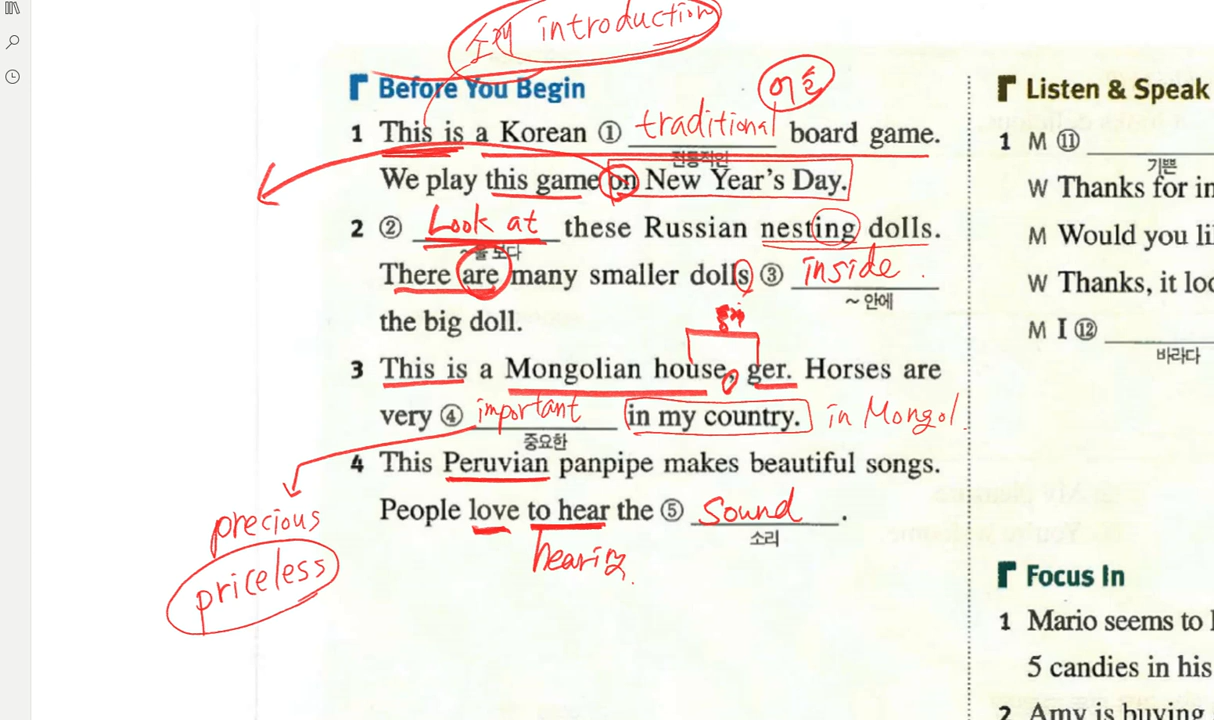 소개 introduction
Before You Begin
어순
1 This is a Korean ① traditional board game.
전통적인
We play this game on New Year's Day.
2 ② Look at these Russian nesting dolls.
~을 보다
There are many smaller dolls ③ inside.
~ 안에
the big doll.
동격
3 This is a Mongolian house, ger. Horses are
very ④ important in my country. in Mongol.
중요한
4 This Peruvian panpipe makes beautiful songs.
People love to hear the ⑤ sound.
소리
hearing.
precious
priceless
Listen & Speak
1 M ⑪
기쁜
W Thanks for in
M Would you li
W Thanks, it loo
M I ⑫
바라다
Focus In
1 Mario seems to
5 candies in his
2 Amy is buying